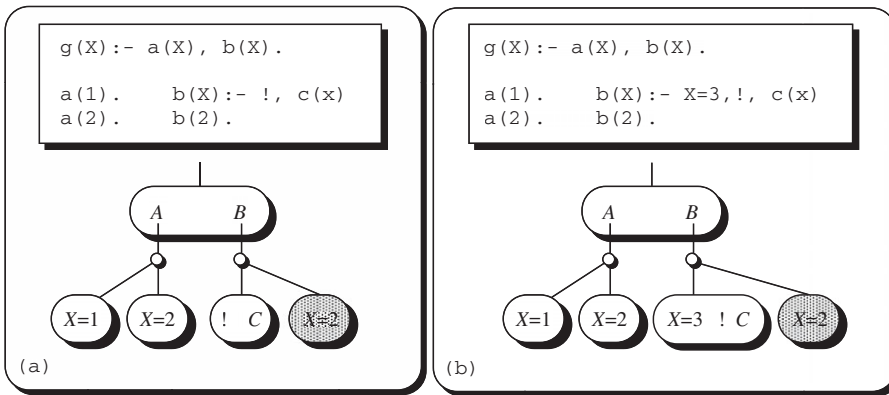 g(X):- a(X), b(X).
a(1). b(X):- !, c(x)
a(2). b(2).
A B
X=1 X=2 ! C X=2
(a)
g(X):- a(X), b(X).
a(1). b(X):- X=3,!, c(x)
a(2). b(2).
A B
X=1 X=2 X=3 ! C X=2
(b)